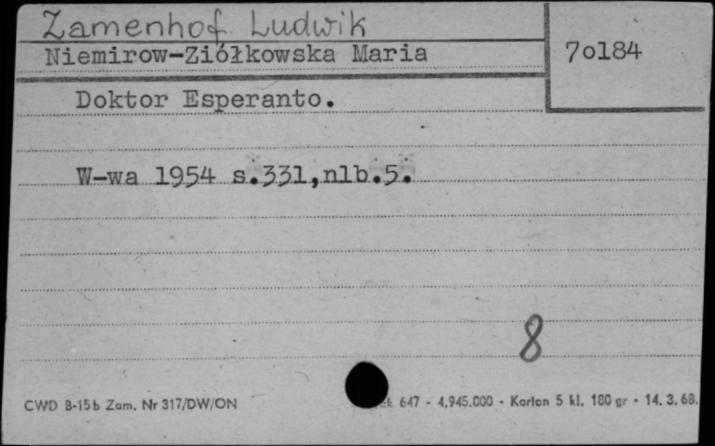 Zamenhof Ludwik
Niemirow-Ziółkowska Maria
7o184
Doktor Esperanto.
W-wa 1954 s.331,nlb.5.
8
CWD B-15b Zam. Nr 317/DW/ON
647 - 4.945.000 - Karton 5 kl. 180 gr - 14. 3. 68.